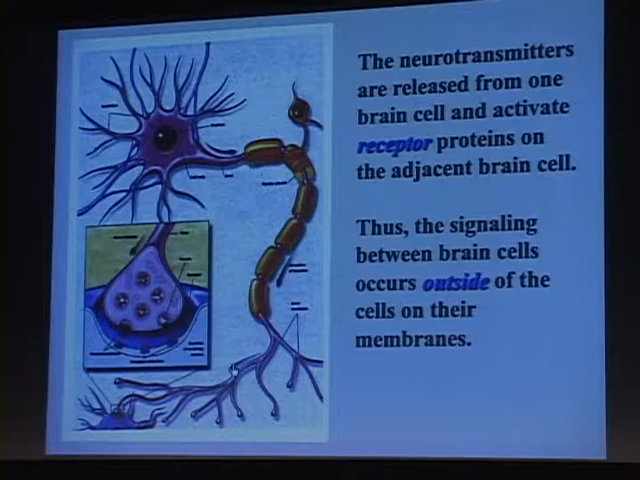 The neurotransmitters
are released from one
brain cell and activate
receptor proteins on
the adjacent brain cell.
Thus, the signaling
between brain cells
occurs outside of the
cells on their
membranes.